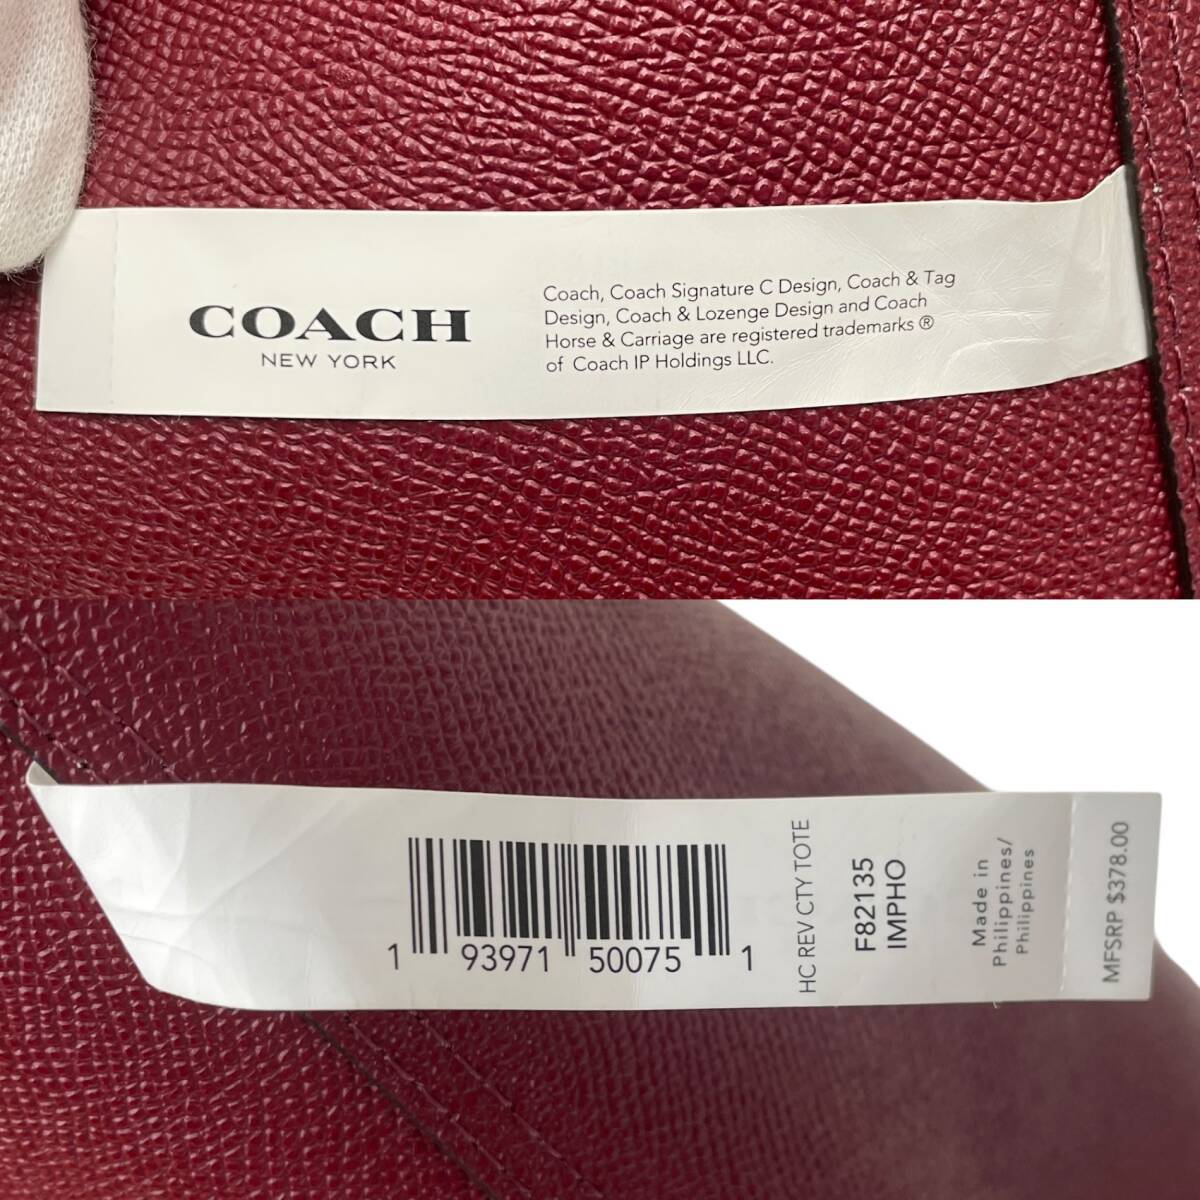 COACH
NEW YORK
Coach, Coach Signature C Design, Coach & Tag
Design, Coach & Lozenge Design and Coach
Horse & Carriage are registered trademarks ®
of Coach IP Holdings LLC.
1 93971 50075 1
HC REV CTY TOTE
F82135
IMPHO
Made in
Philippines/
Philippines
MFSRP $378.00